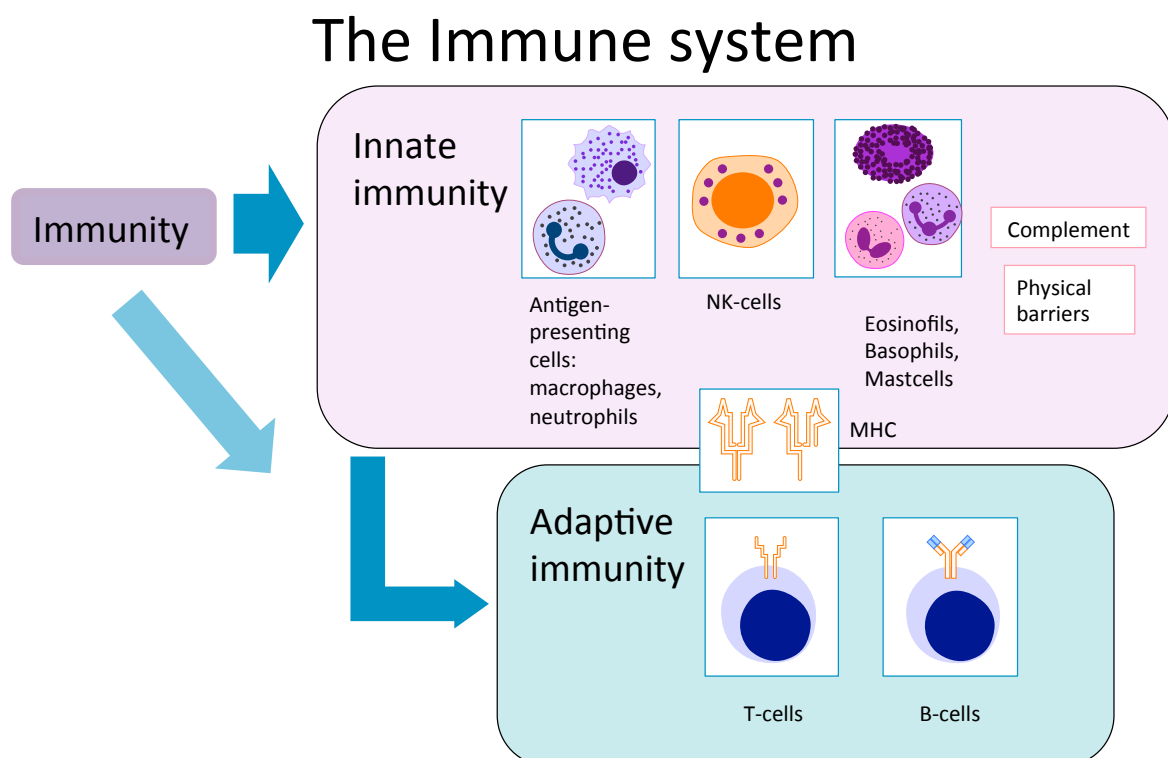 The Immune system
Immunity
Innate
immunity
Antigen-
presenting
cells:
macrophages,
neutrophils
NK-cells
Eosinofils,
Basophils,
Mastcells
Complement
Physical
barriers
MHC
Adaptive
immunity
T-cells
B-cells